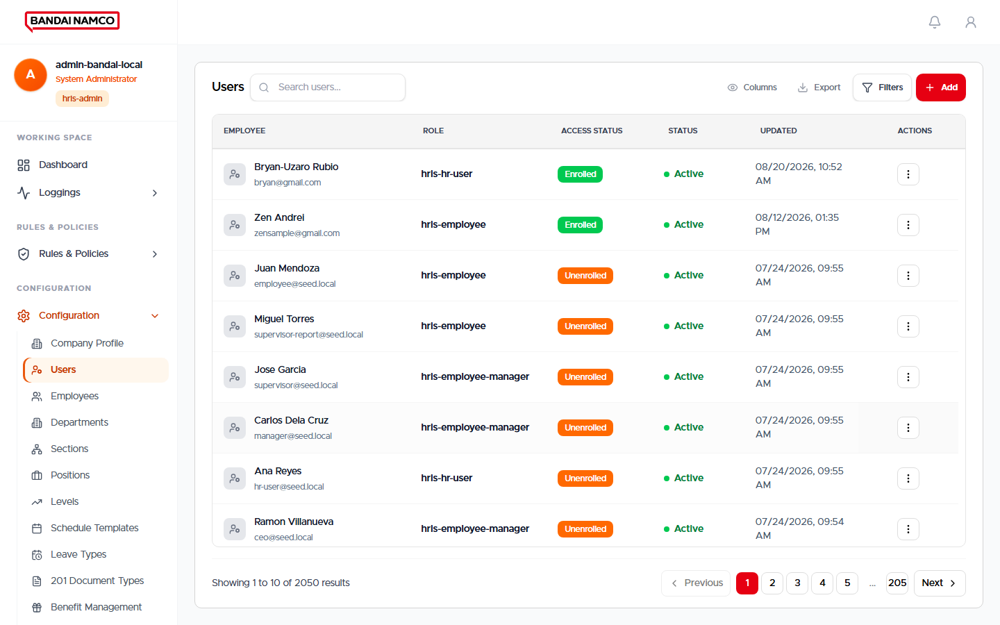 BANDAI NAMCO
A
admin-bandai-local
System Administrator
hris-admin
WORKING SPACE
Dashboard
Loggings
RULES & POLICIES
Rules & Policies
CONFIGURATION
Configuration
Company Profile
Users
Employees
Departments
Sections
Positions
Levels
Schedule Templates
Leave Types
201 Document Types
Benefit Management
Users
Search users...
Columns
Export
Filters
Add
EMPLOYEE ROLE ACCESS STATUS STATUS UPDATED ACTIONS
Bryan-Uzaro Rubio
bryan@gmail.com
hris-hr-user
Enrolled
Active
08/20/2026, 10:52
AM
Zen Andrei
zensample@gmail.com
hris-employee
Enrolled
Active
08/12/2026, 01:35
PM
Juan Mendoza
employee@seed.local
hris-employee
Unenrolled
Active
07/24/2026, 09:55
AM
Miguel Torres
supervisor-report@seed.local
hris-employee
Unenrolled
Active
07/24/2026, 09:55
AM
Jose Garcia
supervisor@seed.local
hris-employee-manager
Unenrolled
Active
07/24/2026, 09:55
AM
Carlos Dela Cruz
manager@seed.local
hris-employee-manager
Unenrolled
Active
07/24/2026, 09:55
AM
Ana Reyes
hr-user@seed.local
hris-hr-user
Unenrolled
Active
07/24/2026, 09:55
AM
Ramon Villanueva
ceo@seed.local
hris-employee-manager
Unenrolled
Active
07/24/2026, 09:54
AM
Showing 1 to 10 of 2050 results
Previous 1 2 3 4 5 ... 205 Next